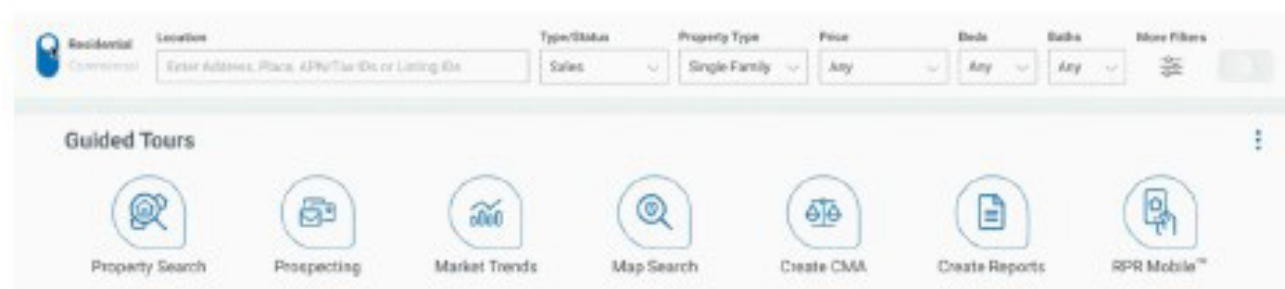 Residential
Commercial
Location
Enter Address, Place, APN/Tax IDs or Listing IDs
Type/Status
Sales
Property Type
Single Family
Price
Any
Beds
Any
Baths
Any
More Filters
Guided Tours
Property Search
Prospecting
Market Trends
Map Search
Create CMA
Create Reports
RPR Mobile™